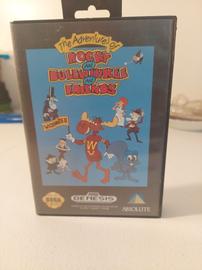 The Adventures of
ROCKY
AND
BULLWINKLE
AND
FRIENDS
W
SEGA
GENESIS
ABSOLUTE